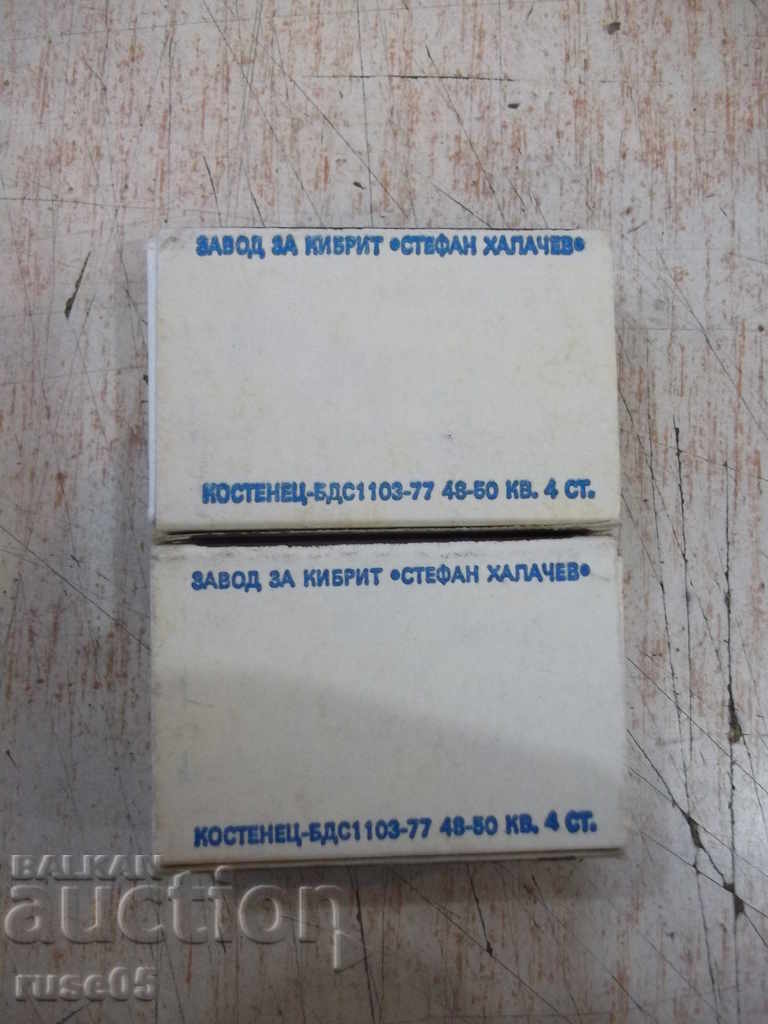 ЗАВОД ЗА КИБРИТ •СТЕФАН ХАЛАЧЕВ•
КОСТЕНЕЦ-БДС1103-77 48-50 КВ. 4 СТ.
ЗАВОД ЗА КИБРИТ •СТЕФАН ХАЛАЧЕВ•
КОСТЕНЕЦ-БДС1103-77 48-50 КВ. 4 СТ.
BALKAN
auction
ruse05